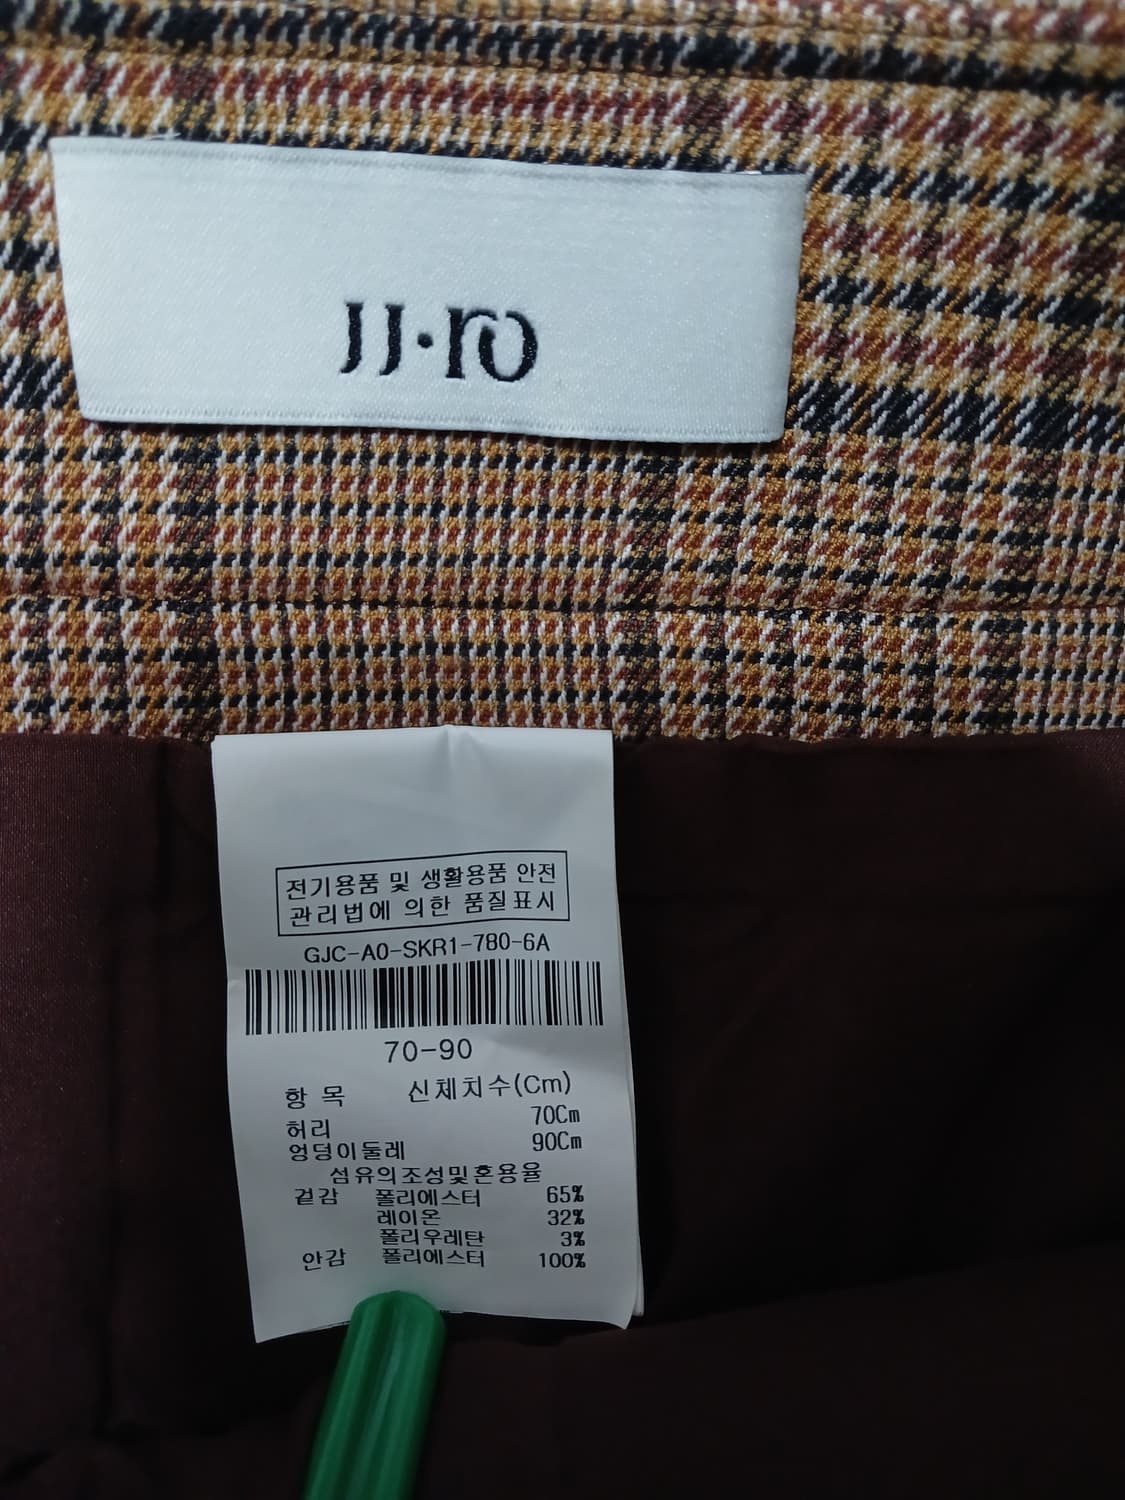 JJ·ro
전기용품 및 생활용품 안전
관리법에 의한 품질표시
GJC-A0-SKR1-780-6A
70-90
항 목 신체치수(Cm)
허리 70Cm
엉덩이둘레 90Cm
섬유의조성및혼용율
겉감 폴리에스터 65%
레이온 32%
폴리우레탄 3%
안감 폴리에스터 100%